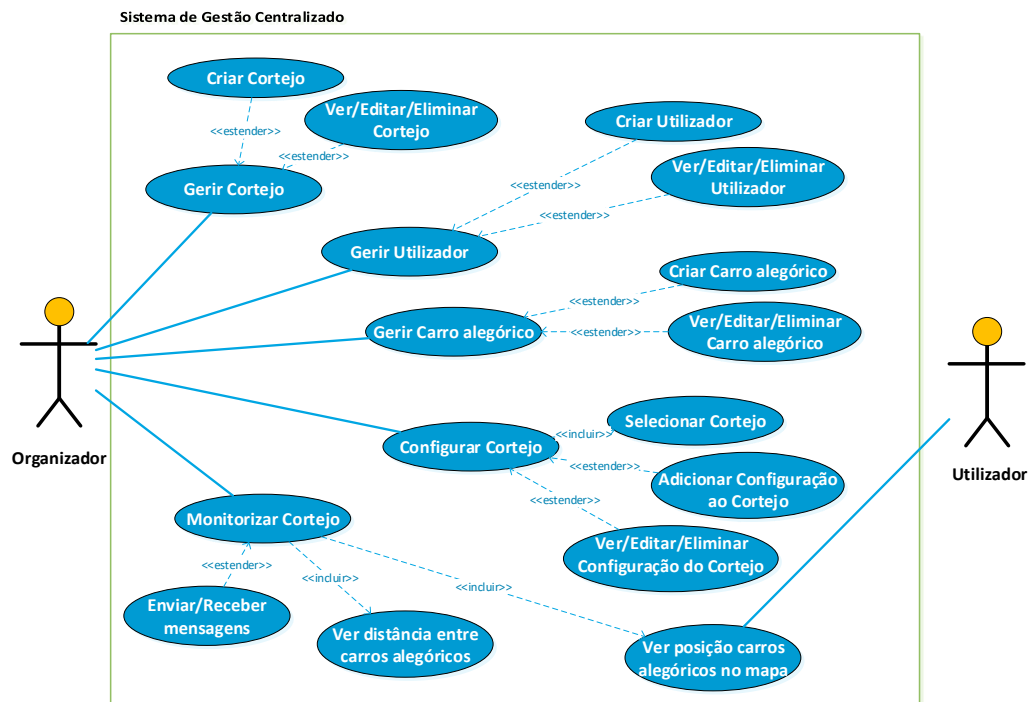 Sistema de Gestão Centralizado
Criar Cortejo
Ver/Editar/Eliminar
Cortejo
<<estender>>
<<estender>>
Gerir Cortejo
Criar Utilizador
Ver/Editar/Eliminar
Utilizador
<<estender>>
<<estender>>
Gerir Utilizador
Criar Carro alegórico
<<estender>>
Ver/Editar/Eliminar
Carro alegórico
<<estender>>
Gerir Carro alegórico
Selecionar Cortejo
<<incluir>>
Configurar Cortejo
<<estender>>
Adicionar Configuração
ao Cortejo
<<estender>>
Ver/Editar/Eliminar
Configuração do Cortejo
Organizador
Utilizador
Monitorizar Cortejo
<<estender>>
<<incluir>>
<<incluir>>
Enviar/Receber
mensagens
Ver distância entre
carros alegóricos
Ver posição carros
alegóricos no mapa